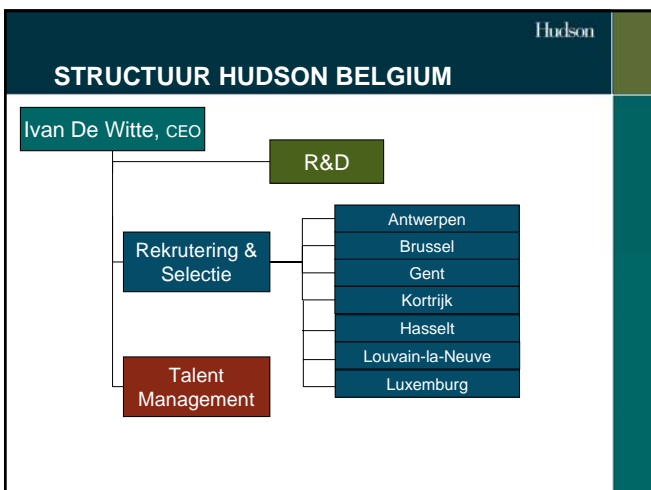 Hudson
STRUCTUUR HUDSON BELGIUM
Ivan De Witte, CEO
R&D
Rekrutering &
Selectie
Antwerpen
Brussel
Gent
Kortrijk
Hasselt
Louvain-la-Neuve
Luxemburg
Talent
Management